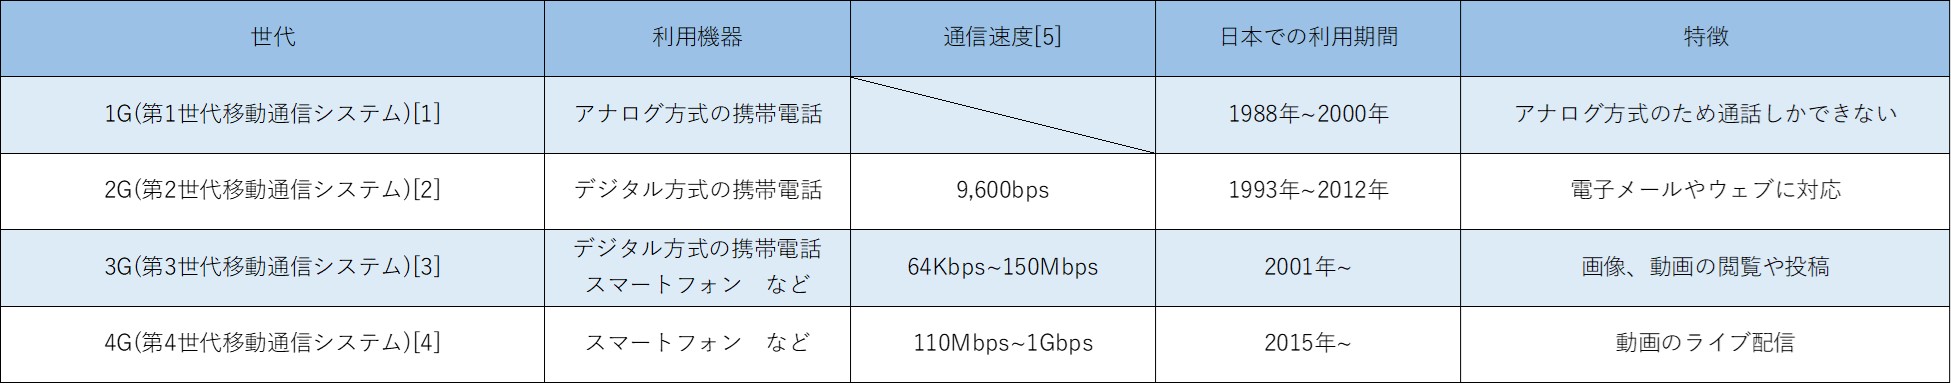 世代 利用機器 通信速度[5] 日本での利用期間 特徴
1G(第1世代移動通信システム)[1] アナログ方式の携帯電話 1988年~2000年 アナログ方式のため通話しかできない
2G(第2世代移動通信システム)[2] デジタル方式の携帯電話 9,600bps 1993年~2012年 電子メールやウェブに対応
3G(第3世代移動通信システム)[3] デジタル方式の携帯電話 64Kbps~150Mbps 2001年~ 画像、動画の閲覧や投稿
スマートフォン　など
4G(第4世代移動通信システム)[4] スマートフォン　など 110Mbps~1Gbps 2015年~ 動画のライブ配信